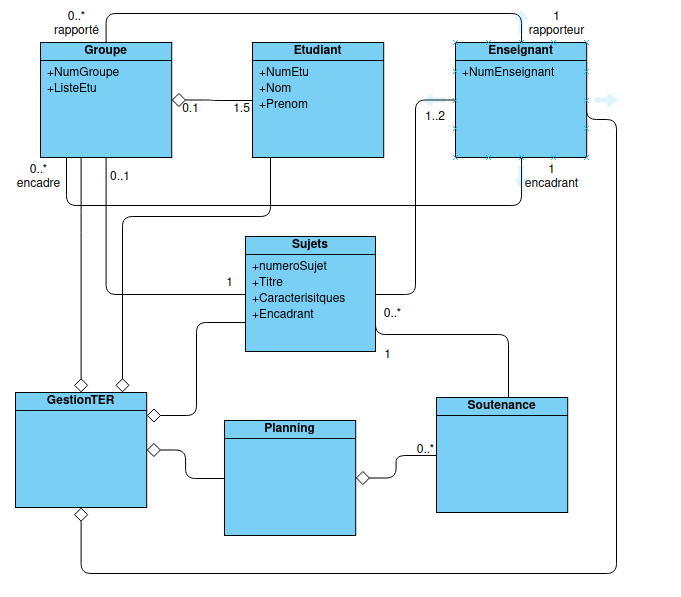 0..*
rapporté
1
rapporteur
Groupe
+NumGroupe
+ListeEtu
Etudiant
+NumEtu
+Nom
+Prenom
Enseignant
+NumEnseignant
0.1
1.5
1..2
0..*
encadre
0..1
1
encadrant
Sujets
+numeroSujet
+Titre
+Caracterisitques
+Encadrant
1
0..*
1
GestionTER
Planning
Soutenance
0..*